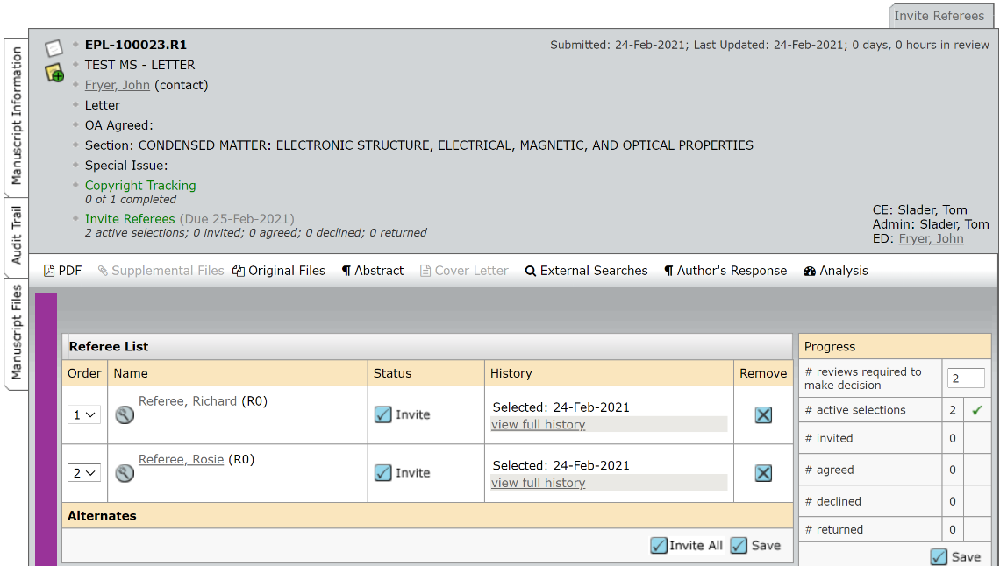 Invite Referees
Manuscript Information
Audit Trail
Manuscript Files
EPL-100023.R1
Submitted: 24-Feb-2021; Last Updated: 24-Feb-2021; 0 days, 0 hours in review
TEST MS - LETTER
Fryer, John (contact)
Letter
OA Agreed:
Section: CONDENSED MATTER: ELECTRONIC STRUCTURE, ELECTRICAL, MAGNETIC, AND OPTICAL PROPERTIES
Special Issue:
Copyright Tracking
0 of 1 completed
Invite Referees (Due 25-Feb-2021)
2 active selections; 0 invited; 0 agreed; 0 declined; 0 returned
CE: Slader, Tom
Admin: Slader, Tom
ED: Fryer, John
PDF Supplemental Files Original Files ¶ Abstract Cover Letter External Searches ¶ Author's Response Analysis
Referee List
Order Name Status History Remove
1 Referee, Richard (R0) Invite Selected: 24-Feb-2021
view full history
2 Referee, Rosie (R0) Invite Selected: 24-Feb-2021
view full history
Alternates
Invite All Save
Progress
# reviews required to
make decision 2
# active selections 2
# invited 0
# agreed 0
# declined 0
# returned 0
Save